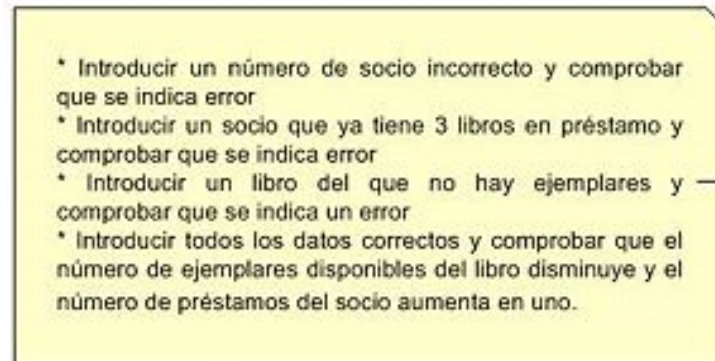 * Introducir un número de socio incorrecto y comprobar
que se indica error
* Introducir un socio que ya tiene 3 libros en préstamo y
comprobar que se indica error
* Introducir un libro del que no hay ejemplares y
comprobar que se indica un error
* Introducir todos los datos correctos y comprobar que el
número de ejemplares disponibles del libro disminuye y el
número de préstamos del socio aumenta en uno.